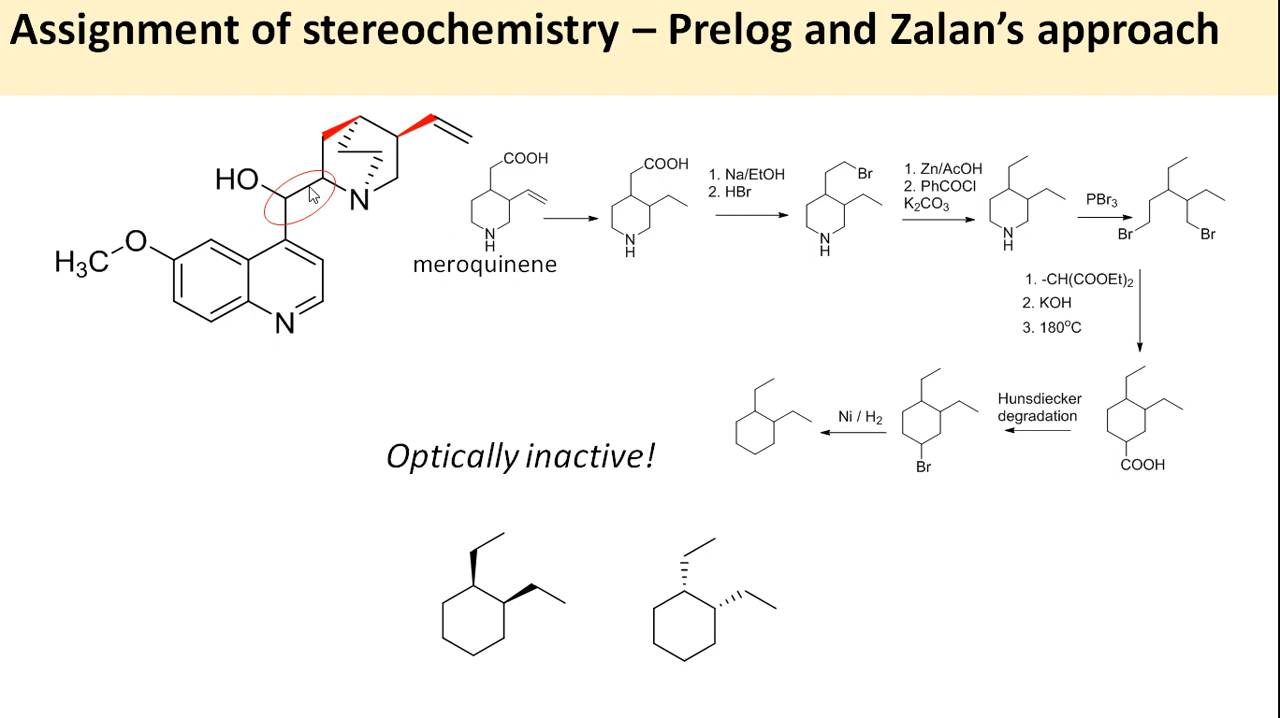 Assignment of stereochemistry – Prelog and Zalan's approach
HO
N
O
H₃C
N
COOH
N
H
meroquinene
COOH
N
H
1. Na/EtOH
2. HBr
Br
N
H
1. Zn/AcOH
2. PhCOCl
K₂CO₃
N
H
PBr₃
Br
Br
1. -CH(COOEt)₂
2. KOH
3. 180°C
COOH
Hunsdiecker
degradation
Br
Ni / H₂
Optically inactive!